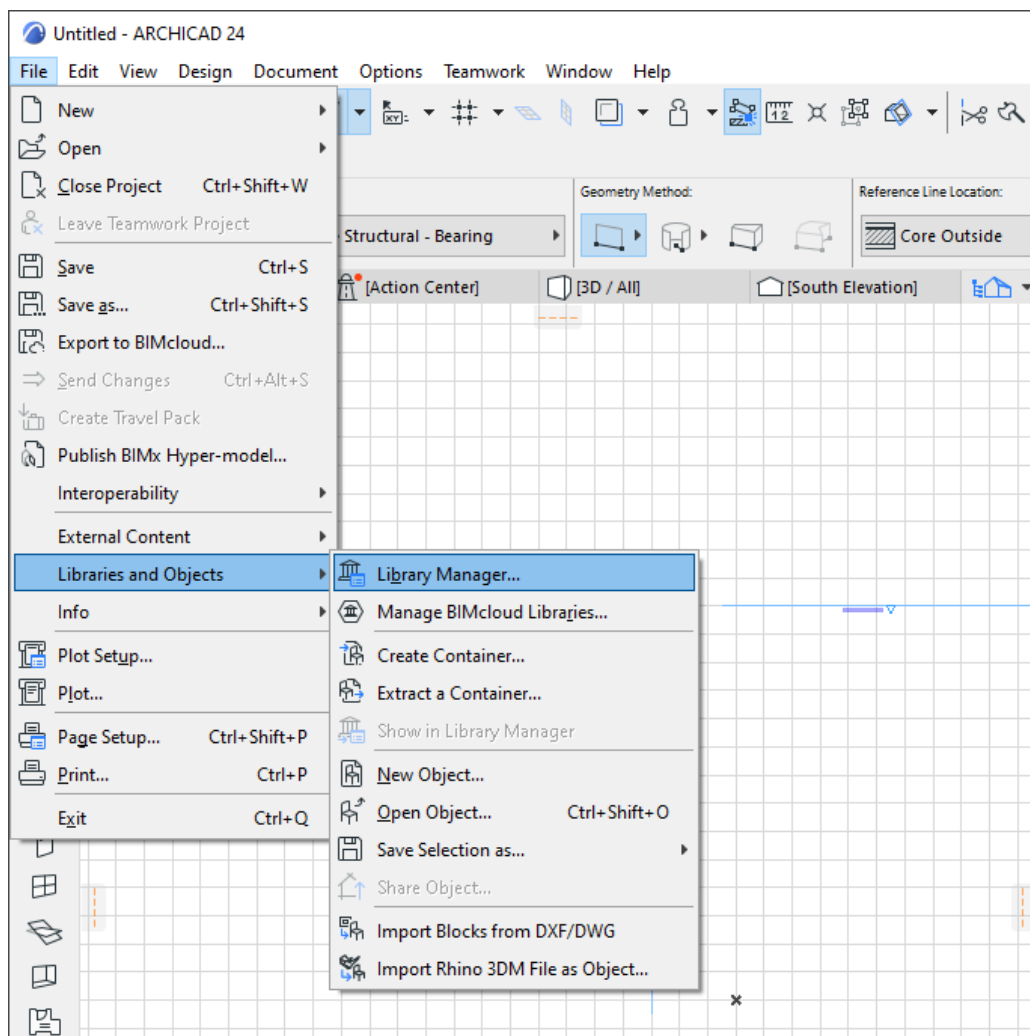 Untitled - ARCHICAD 24
File Edit View Design Document Options Teamwork Window Help
New
Open
Close Project Ctrl+Shift+W
Leave Teamwork Project
Save Ctrl+S
Save as... Ctrl+Shift+S
Export to BIMcloud...
Send Changes Ctrl+Alt+S
Create Travel Pack
Publish BIMx Hyper-model...
Interoperability
External Content
Libraries and Objects
Info
Plot Setup...
Plot...
Page Setup... Ctrl+Shift+P
Print... Ctrl+P
Exit Ctrl+Q
XY:
1 2
Geometry Method:
Reference Line Location:
Structural - Bearing
Core Outside
[Action Center]
[3D / All]
[South Elevation]
Library Manager...
Manage BIMcloud Libraries...
Create Container...
Extract a Container...
Show in Library Manager
New Object...
Open Object... Ctrl+Shift+O
Save Selection as...
Share Object...
Import Blocks from DXF/DWG
Import Rhino 3DM File as Object...